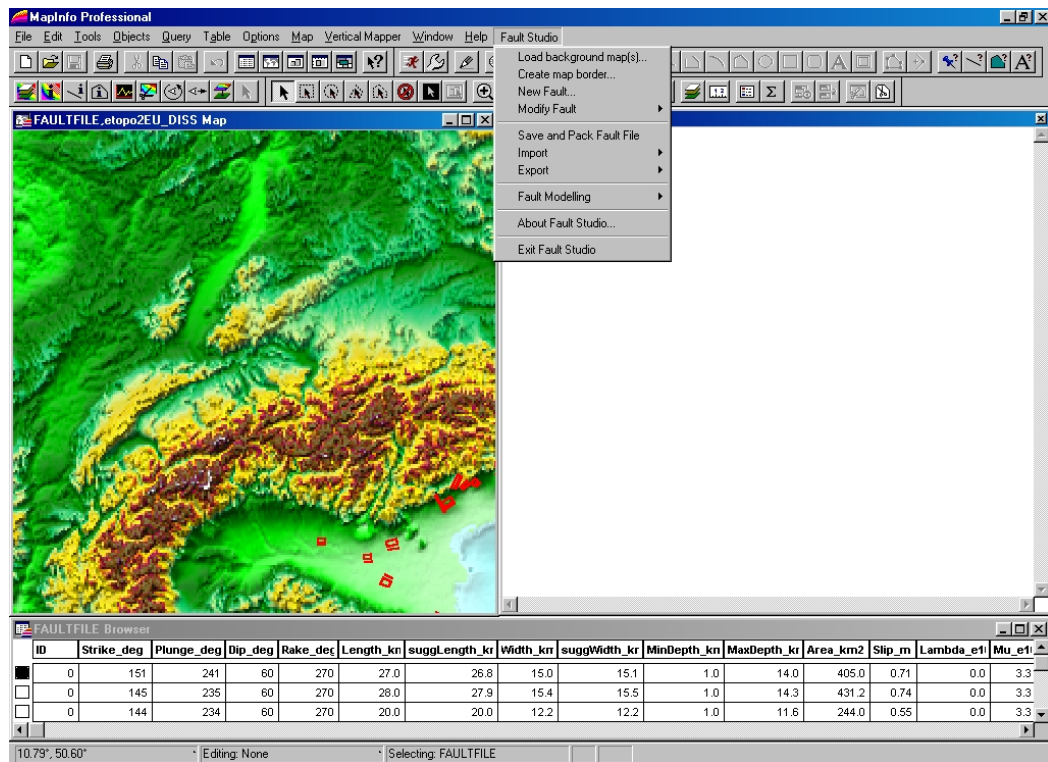 MapInfo Professional
File Edit Tools Objects Query Table Options Map Vertical Mapper Window Help Fault Studio
Load background map(s)...
Create map border...
New Fault...
Modify Fault
Save and Pack Fault File
Import
Export
Fault Modelling
About Fault Studio...
Exit Fault Studio
FAULTFILE,etopo2EU_DISS Map
FAULTFILE Browser
ID Strike_deg Plunge_deg Dip_deg Rake_deg Length_kn suggLength_kr Width_km suggWidth_kr MinDepth_kn MaxDepth_kr Area_km2 Slip_m Lambda_e1 Mu_e1
0 151 241 60 270 27.0 26.8 15.0 15.1 1.0 14.0 405.0 0.71 0.0 3.3
0 145 235 60 270 28.0 27.9 15.4 15.5 1.0 14.3 431.2 0.74 0.0 3.3
0 144 234 60 270 20.0 20.0 12.2 12.2 1.0 11.6 244.0 0.55 0.0 3.3
10.79°, 50.60° Editing: None Selecting: FAULTFILE